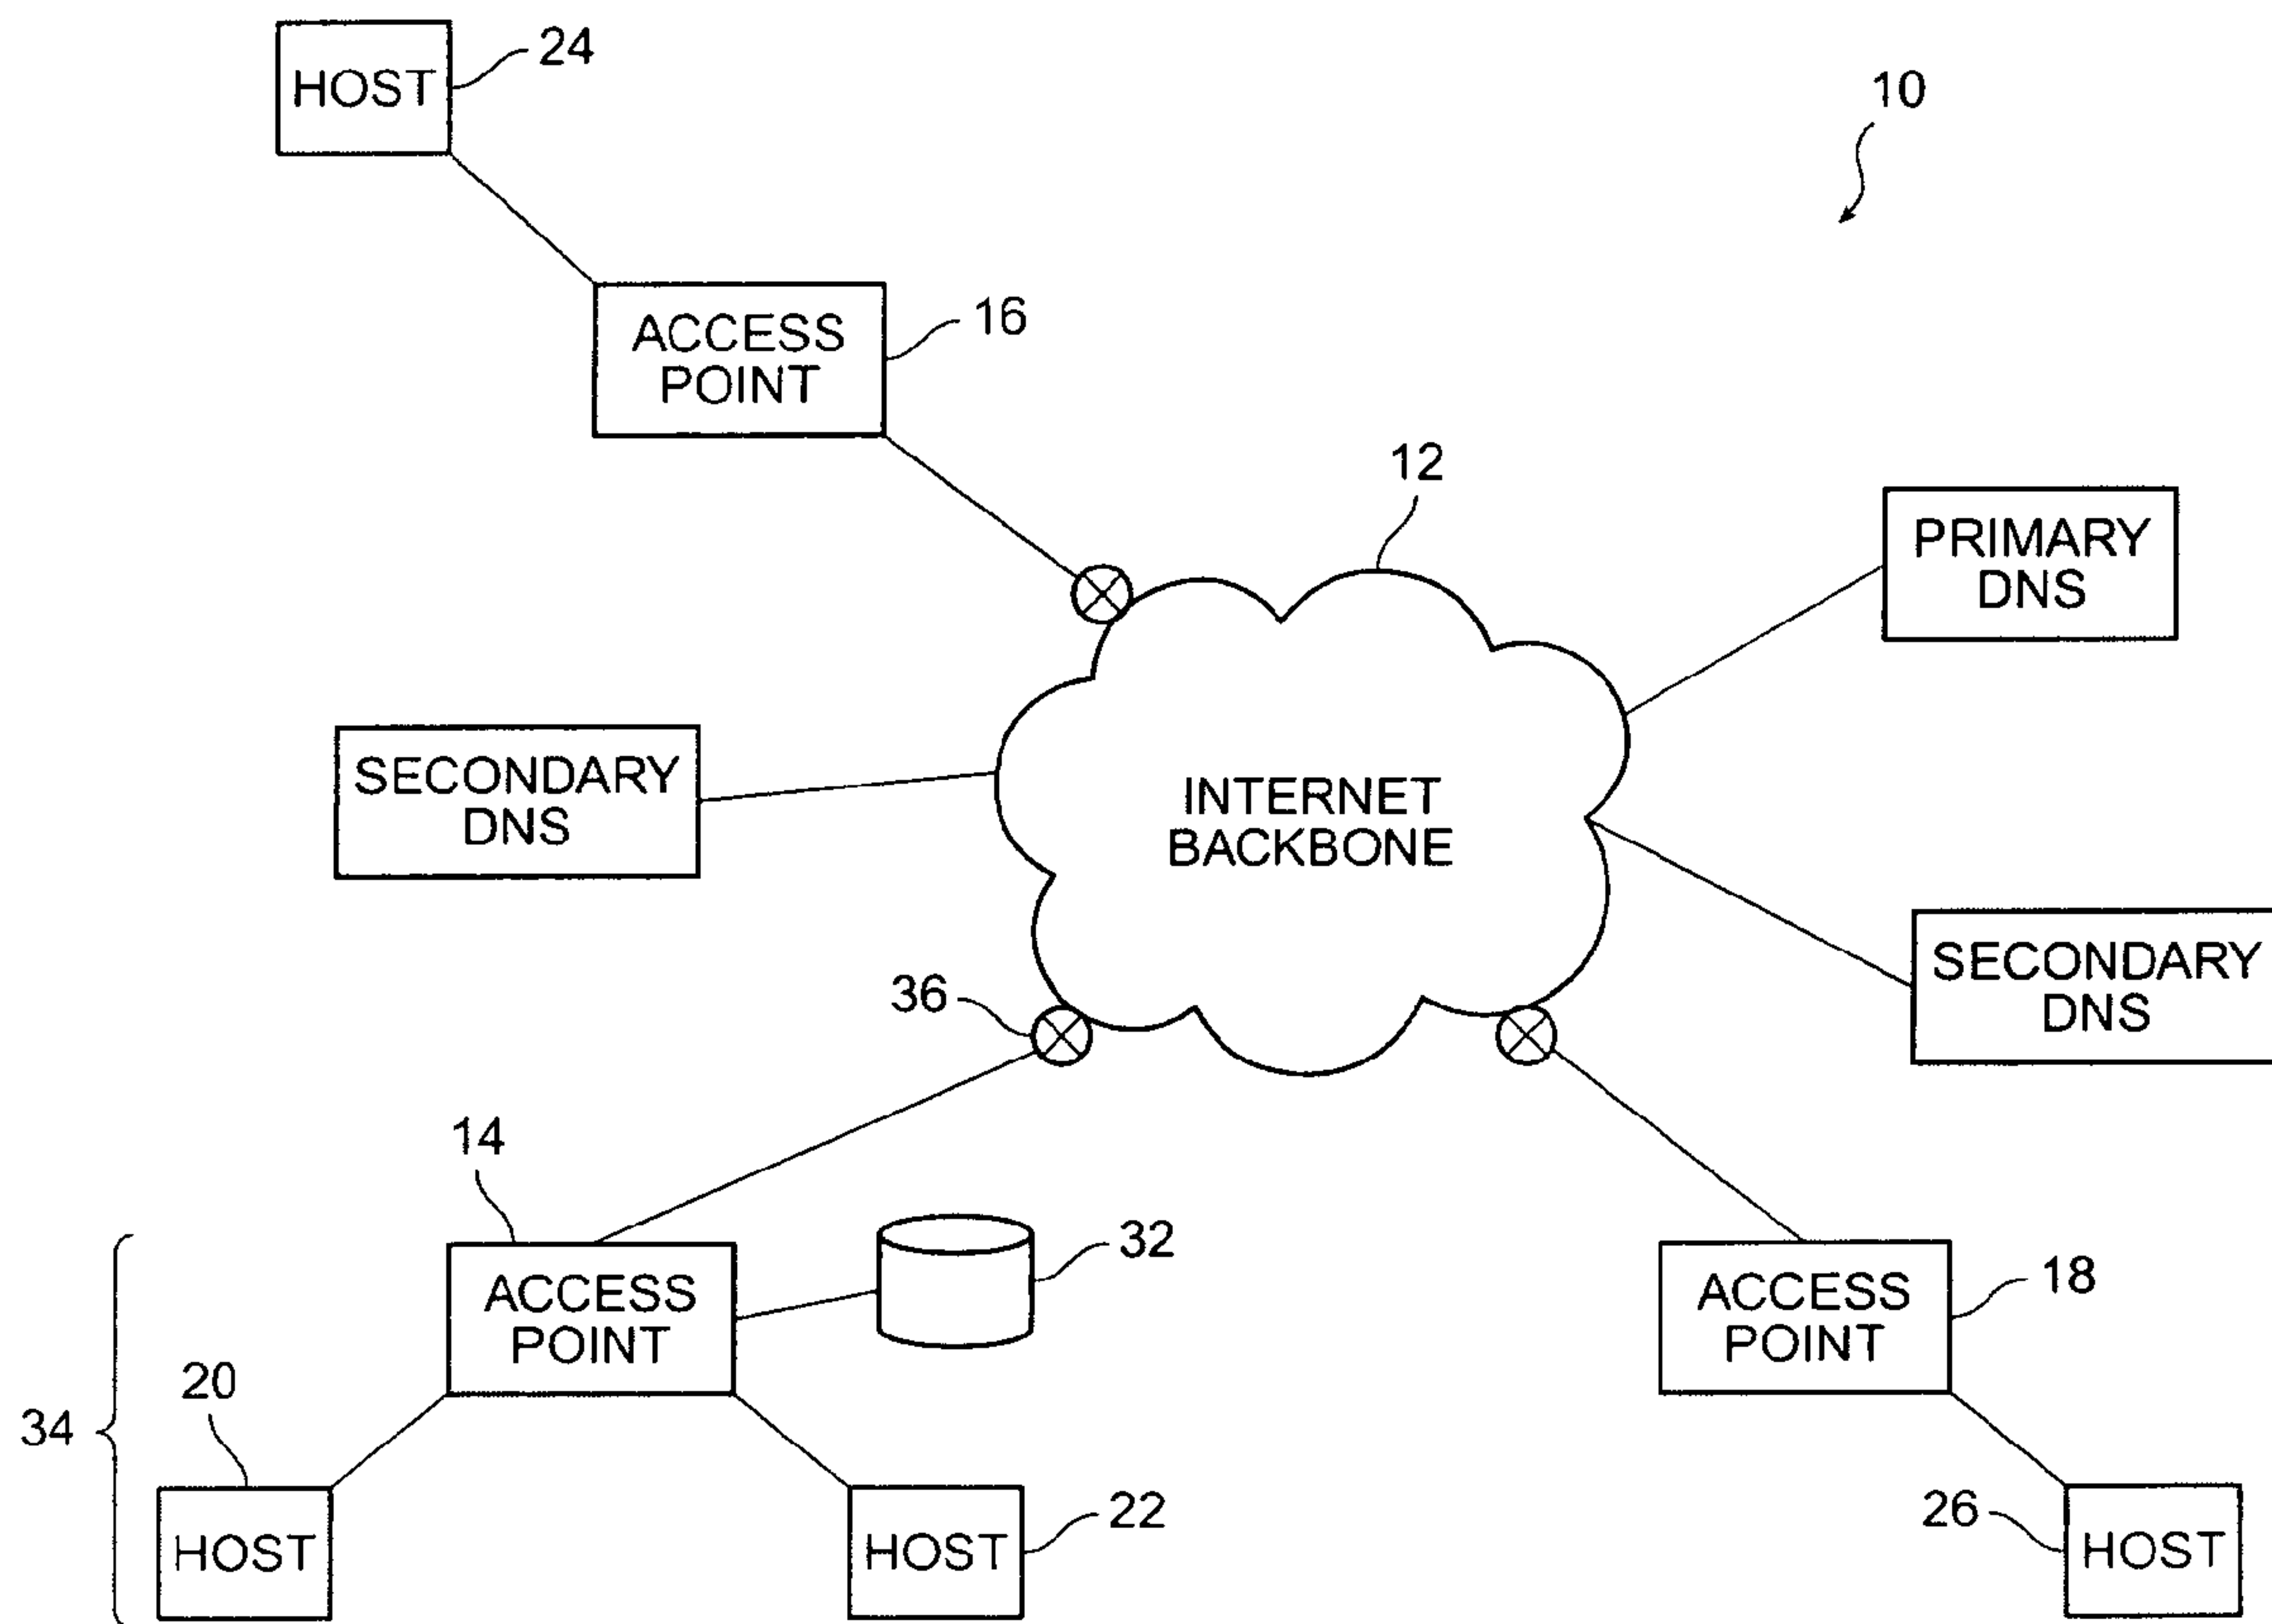 24
HOST
10
16
ACCESS
POINT
12
PRIMARY
DNS
SECONDARY
DNS
INTERNET
BACKBONE
SECONDARY
DNS
36
14
32
ACCESS
POINT
18
ACCESS
POINT
20
34
22
26
HOST
HOST
HOST